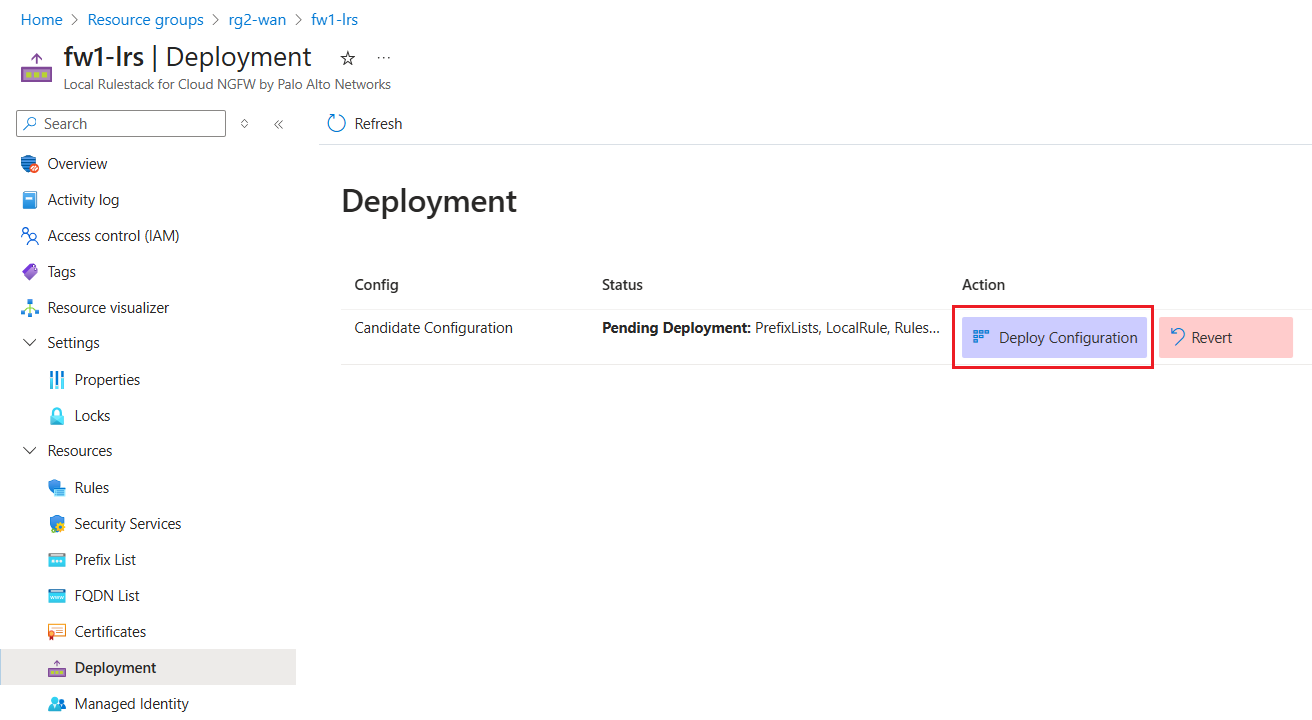 Home > Resource groups > rg2-wan > fw1-lrs
fw1-lrs | Deployment ☆ ...
Local Rulestack for Cloud NGFW by Palo Alto Networks
Search
Refresh
Overview
Activity log
Access control (IAM)
Tags
Resource visualizer
Settings
Properties
Locks
Resources
Rules
Security Services
Prefix List
FQDN List
Certificates
Deployment
Managed Identity
Deployment
Config Status Action
Candidate Configuration Pending Deployment: PrefixLists, LocalRule, Rules... Deploy Configuration Revert